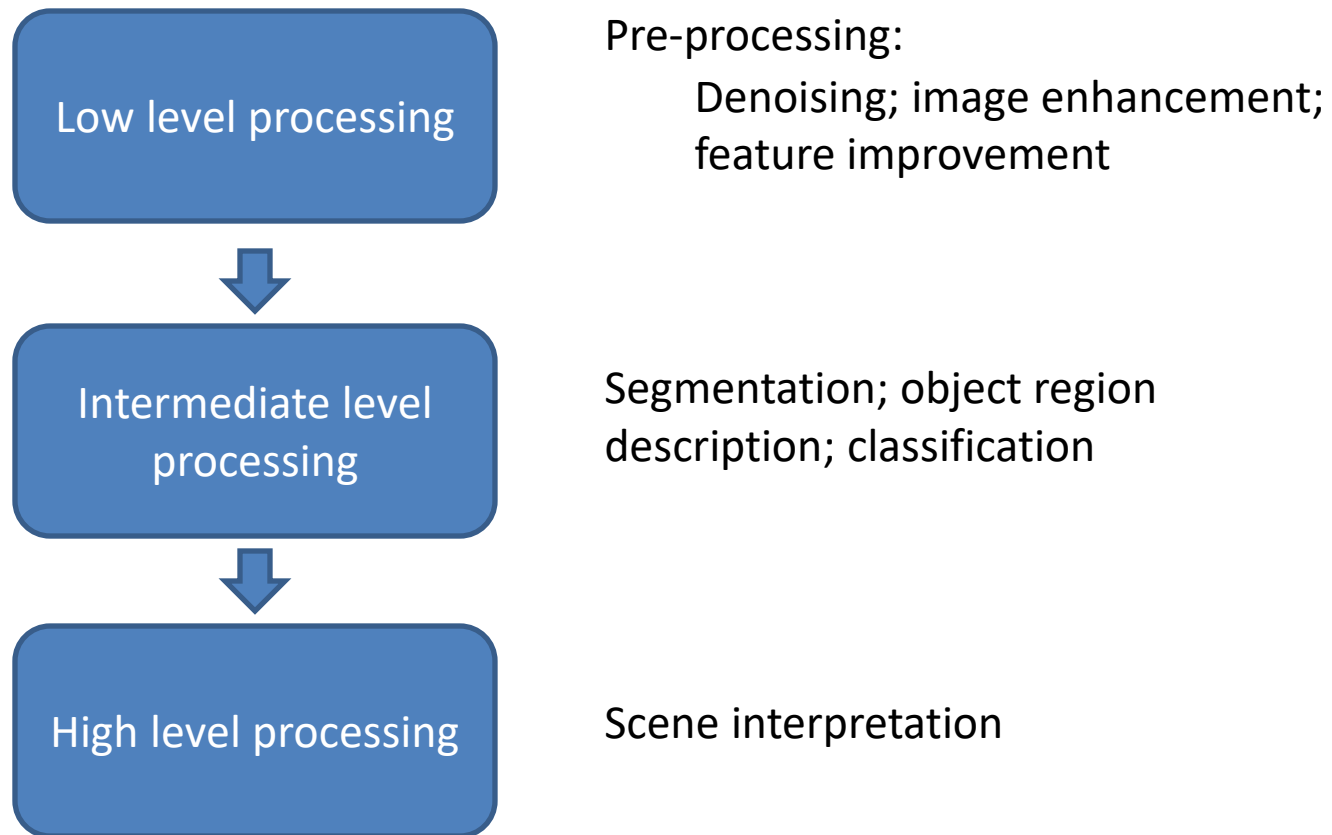 Low level processing
Pre-processing:
Denoising; image enhancement;
feature improvement
Intermediate level
processing
Segmentation; object region
description; classification
High level processing
Scene interpretation